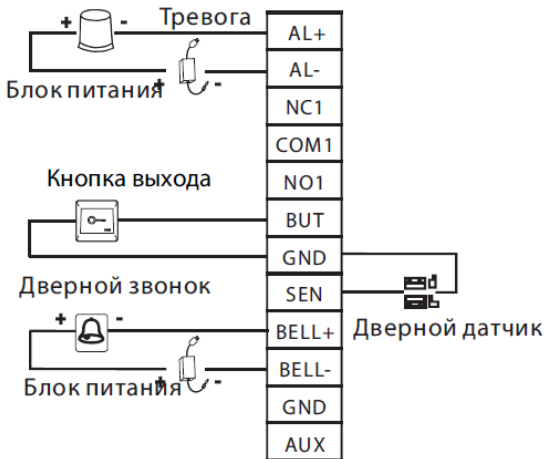 + - Тревога
AL+
AL-
+ -
Блок питания
NC1
COM1
NO1
Кнопка выхода
BUT
GND
SEN
Дверной звонок
Дверной датчик
+ -
BELL+
BELL-
+ -
Блок питания
GND
AUX